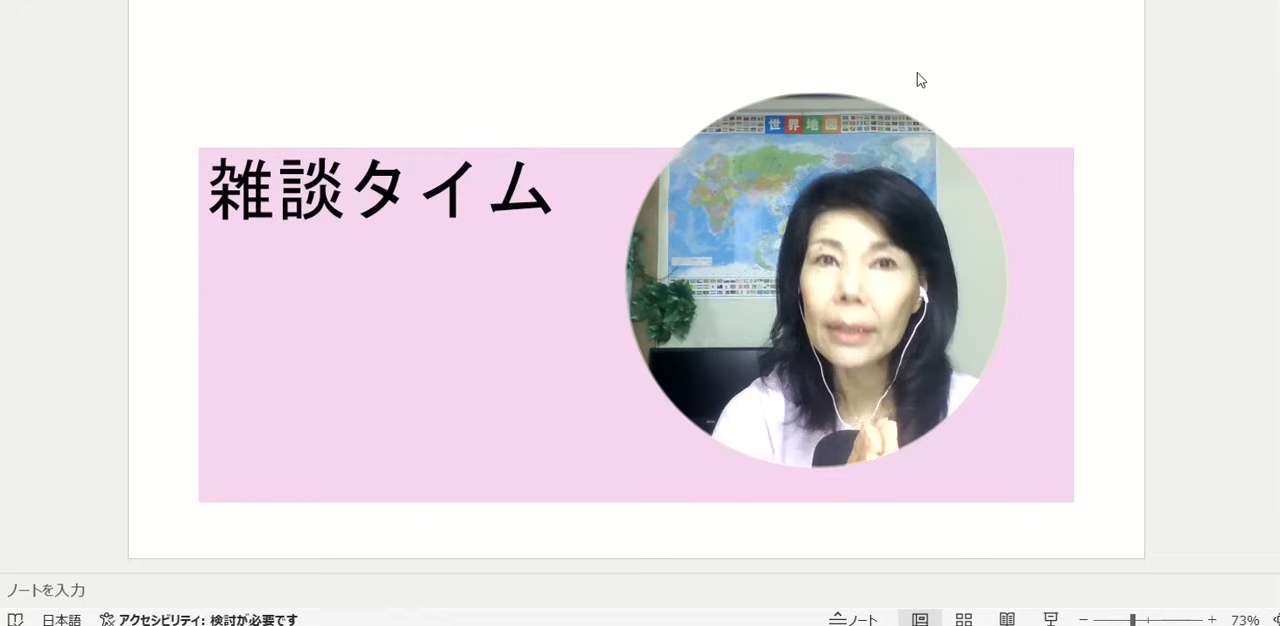 世界地図
雑談タイム
ノートを入力
日本語
アクセシビリティ: 検討が必要です
ノート
73%